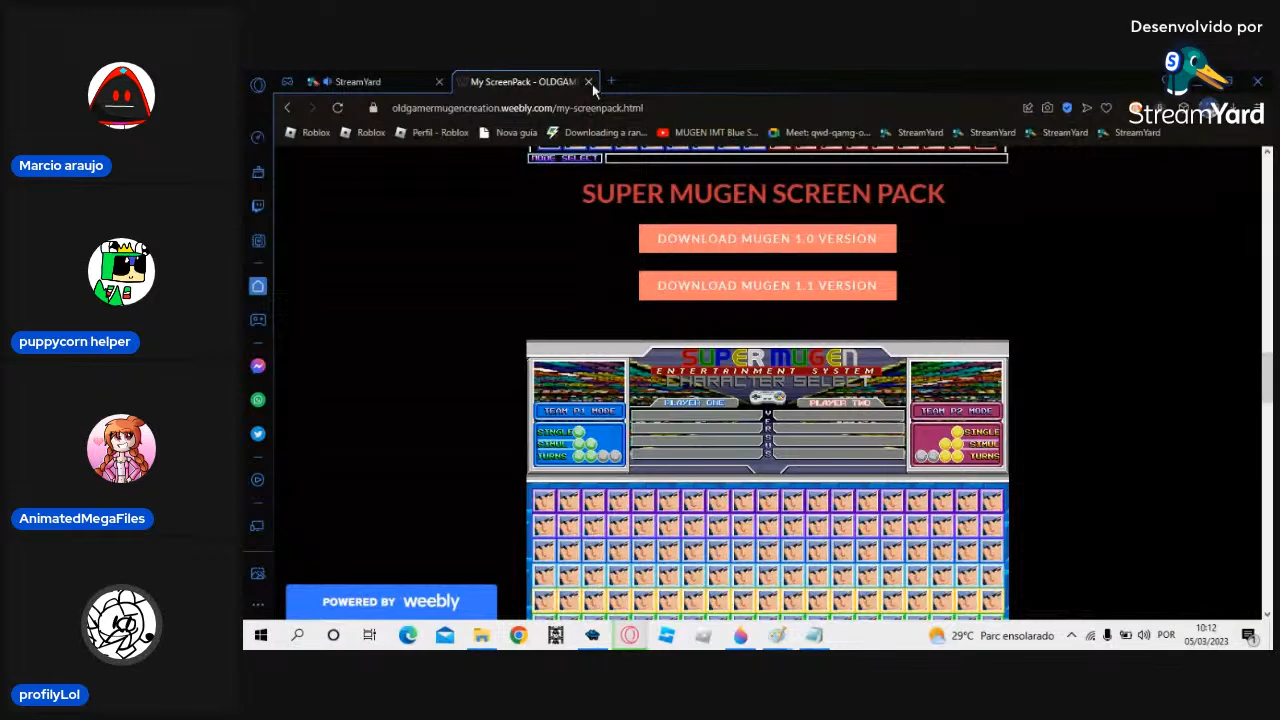 Desenvolvido por
StreamYard
Marcio araujo
puppycorn helper
AnimatedMegaFiles
profilyLol
StreamYard
My ScreenPack - OLDGAM
oldgamermugencreation.weebly.com/my-screenpack.html
Roblox
Roblox
Perfil - Roblox
Nova guia
Downloading a ran...
MUGEN IMT Blue S...
Meet: qwd-qamg-o...
StreamYard
StreamYard
StreamYard
StreamYard
MODE SELECT
SUPER MUGEN SCREEN PACK
DOWNLOAD MUGEN 1.0 VERSION
DOWNLOAD MUGEN 1.1 VERSION
SUPER MUGEN
ENTERTAINMENT SYSTEM
CHARACTER SELECT
PLAYER ONE
PLAYER TWO
VERSUS
TEAM P1 MODE
SINGLE
SIMUL
TURNS
TEAM P2 MODE
SINGLE
SIMUL
TURNS
POWERED BY weebly
29°C Parc ensolarado
POR
10:12
05/03/2023